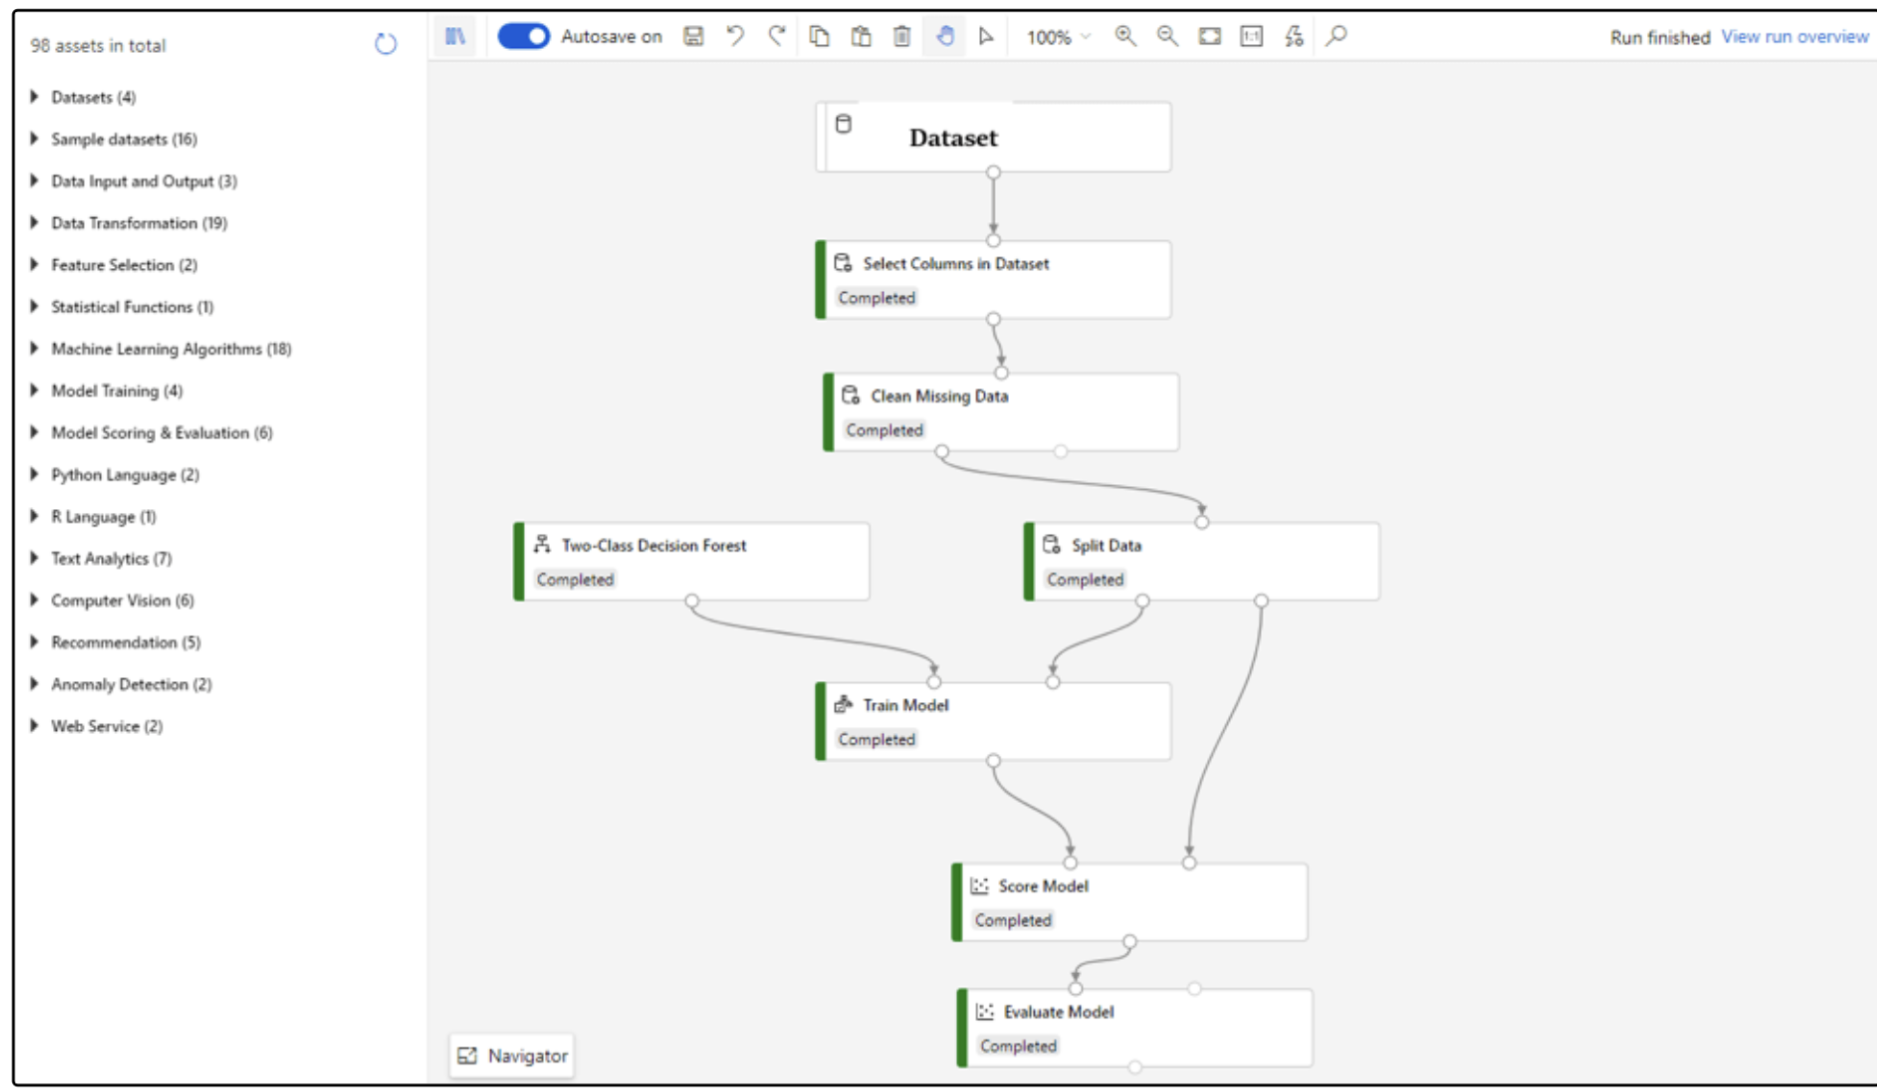 98 assets in total
Datasets (4)
Sample datasets (16)
Data Input and Output (3)
Data Transformation (19)
Feature Selection (2)
Statistical Functions (1)
Machine Learning Algorithms (18)
Model Training (4)
Model Scoring & Evaluation (6)
Python Language (2)
R Language (1)
Text Analytics (7)
Computer Vision (6)
Recommendation (5)
Anomaly Detection (2)
Web Service (2)
Autosave on
100%
1:1
Run finished View run overview
Dataset
Select Columns in Dataset
Completed
Clean Missing Data
Completed
Two-Class Decision Forest
Completed
Split Data
Completed
Train Model
Completed
Score Model
Completed
Evaluate Model
Completed
Navigator